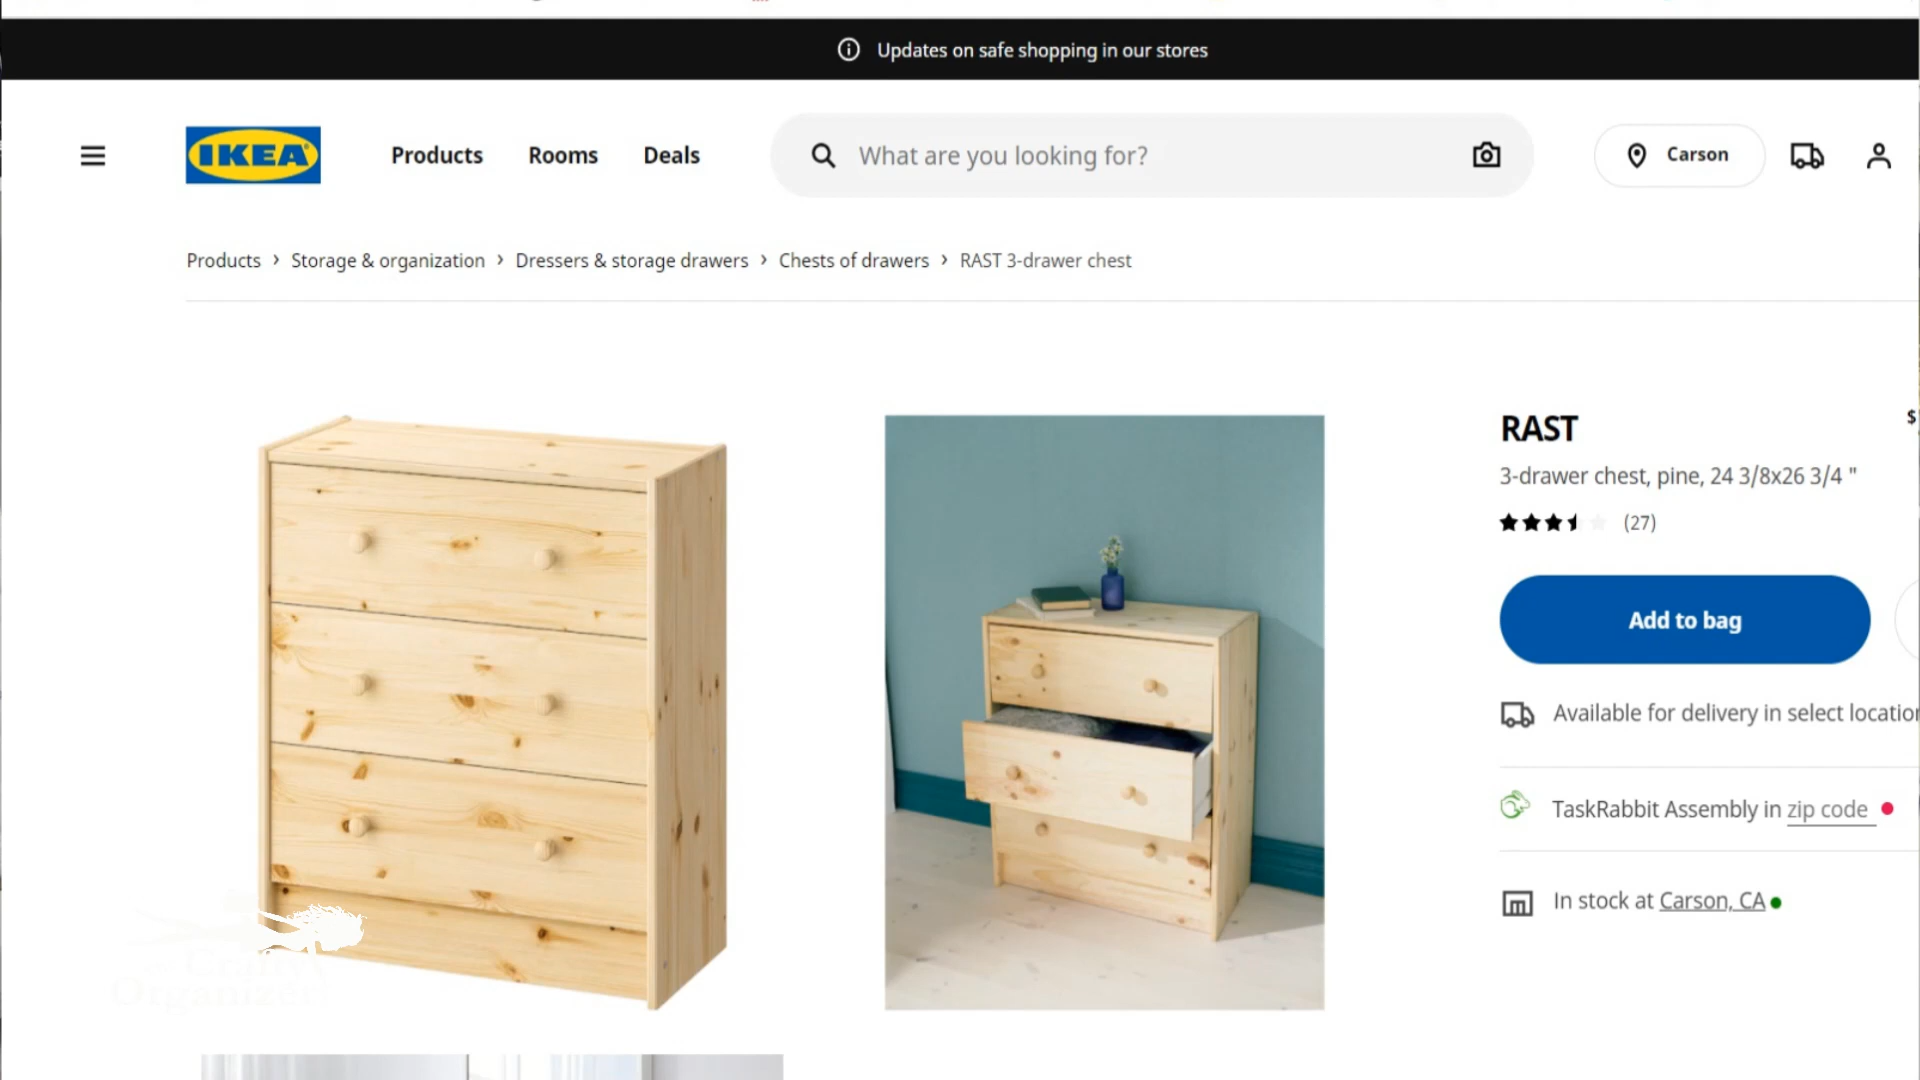 Updates on safe shopping in our stores
IKEA
Products
Rooms
Deals
What are you looking for?
Carson
Products › Storage & organization › Dressers & storage drawers › Chests of drawers › RAST 3-drawer chest
RAST
$
3-drawer chest, pine, 24 3/8x26 3/4 "
(27)
Add to bag
Available for delivery in select location
TaskRabbit Assembly in zip code
In stock at Carson, CA
Crafty
Organizer